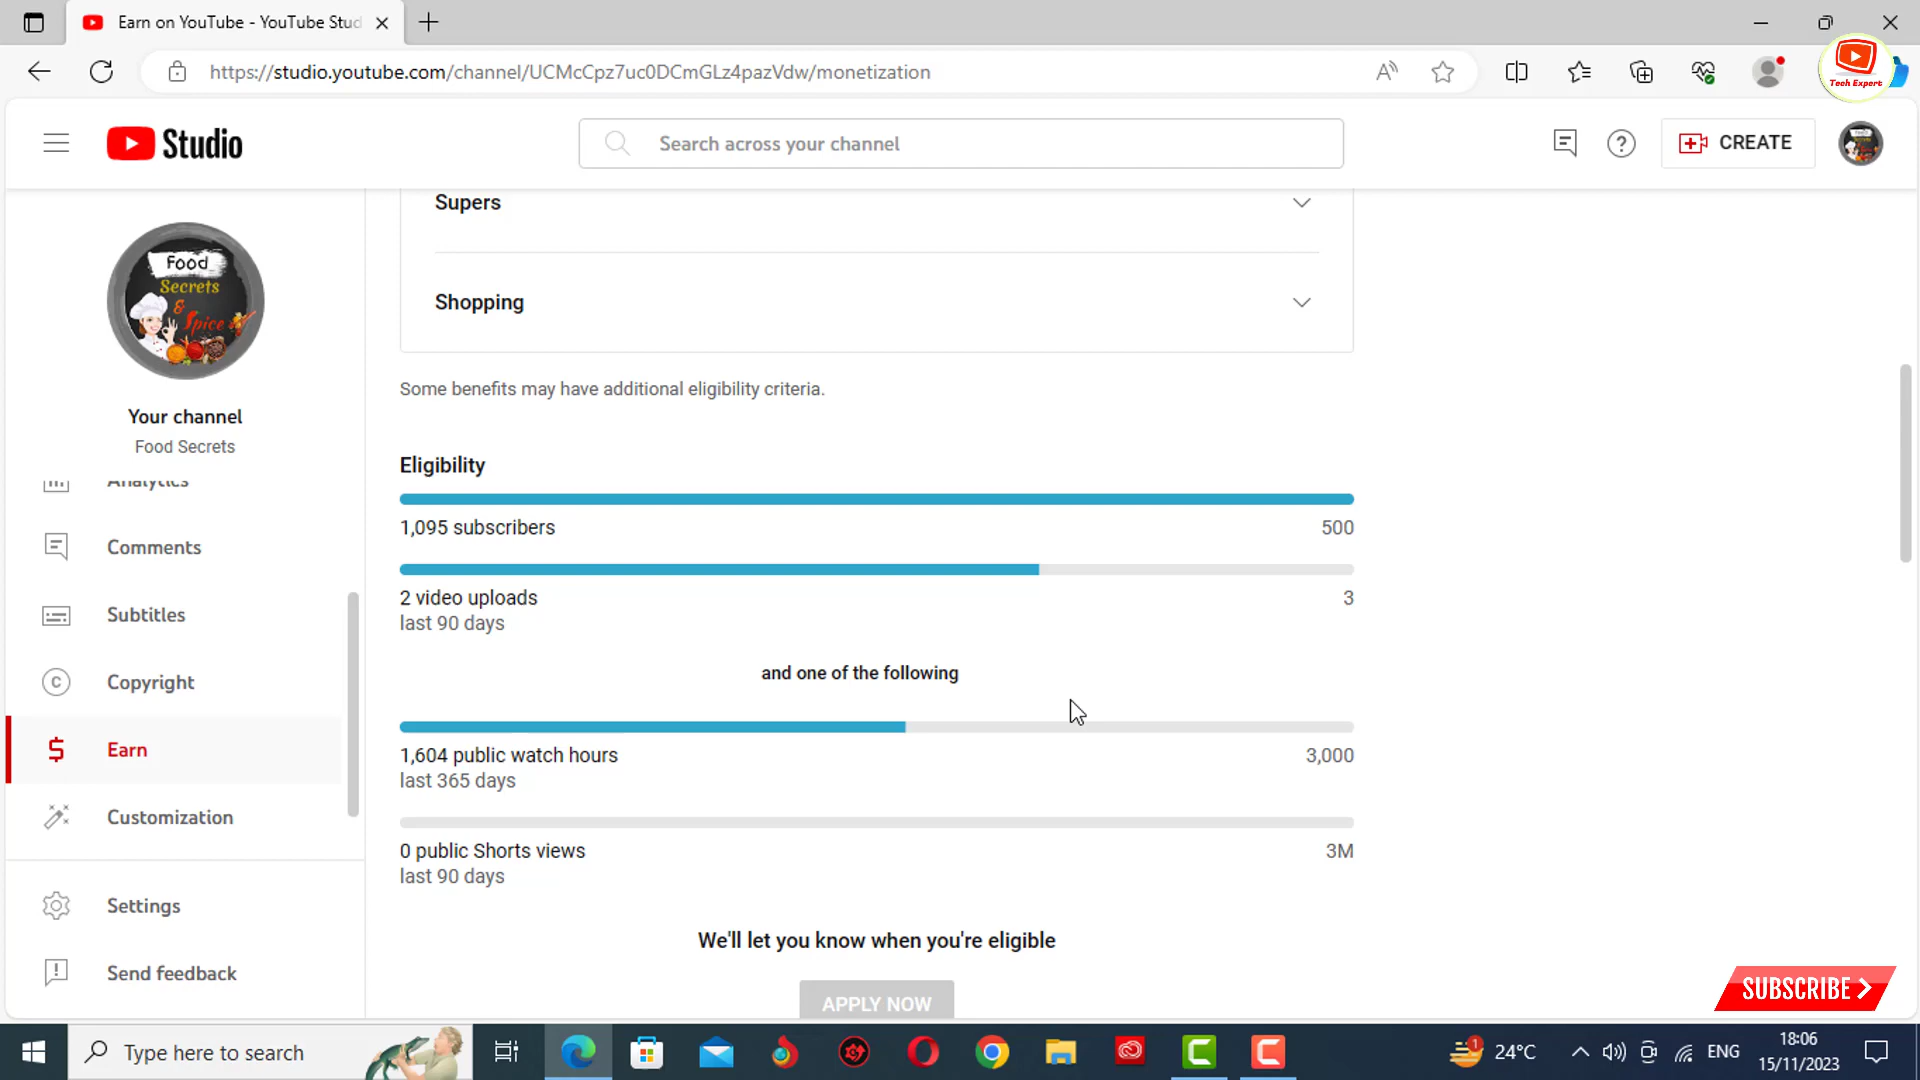 Earn on YouTube - YouTube Stud
https://studio.youtube.com/channel/UCMcCpz7uc0DCmGLz4pazVdw/monetization
Tech Expert
Studio
Search across your channel
CREATE
Food
Secrets
&
Spice
Your channel
Food Secrets
Analytics
Comments
Subtitles
Copyright
Earn
Customization
Settings
Send feedback
Supers
Shopping
Some benefits may have additional eligibility criteria.
Eligibility
1,095 subscribers 500
2 video uploads 3
last 90 days
and one of the following
1,604 public watch hours 3,000
last 365 days
0 public Shorts views 3M
last 90 days
We'll let you know when you're eligible
APPLY NOW
SUBSCRIBE
Type here to search
1
24°C
ENG
18:06
15/11/2023